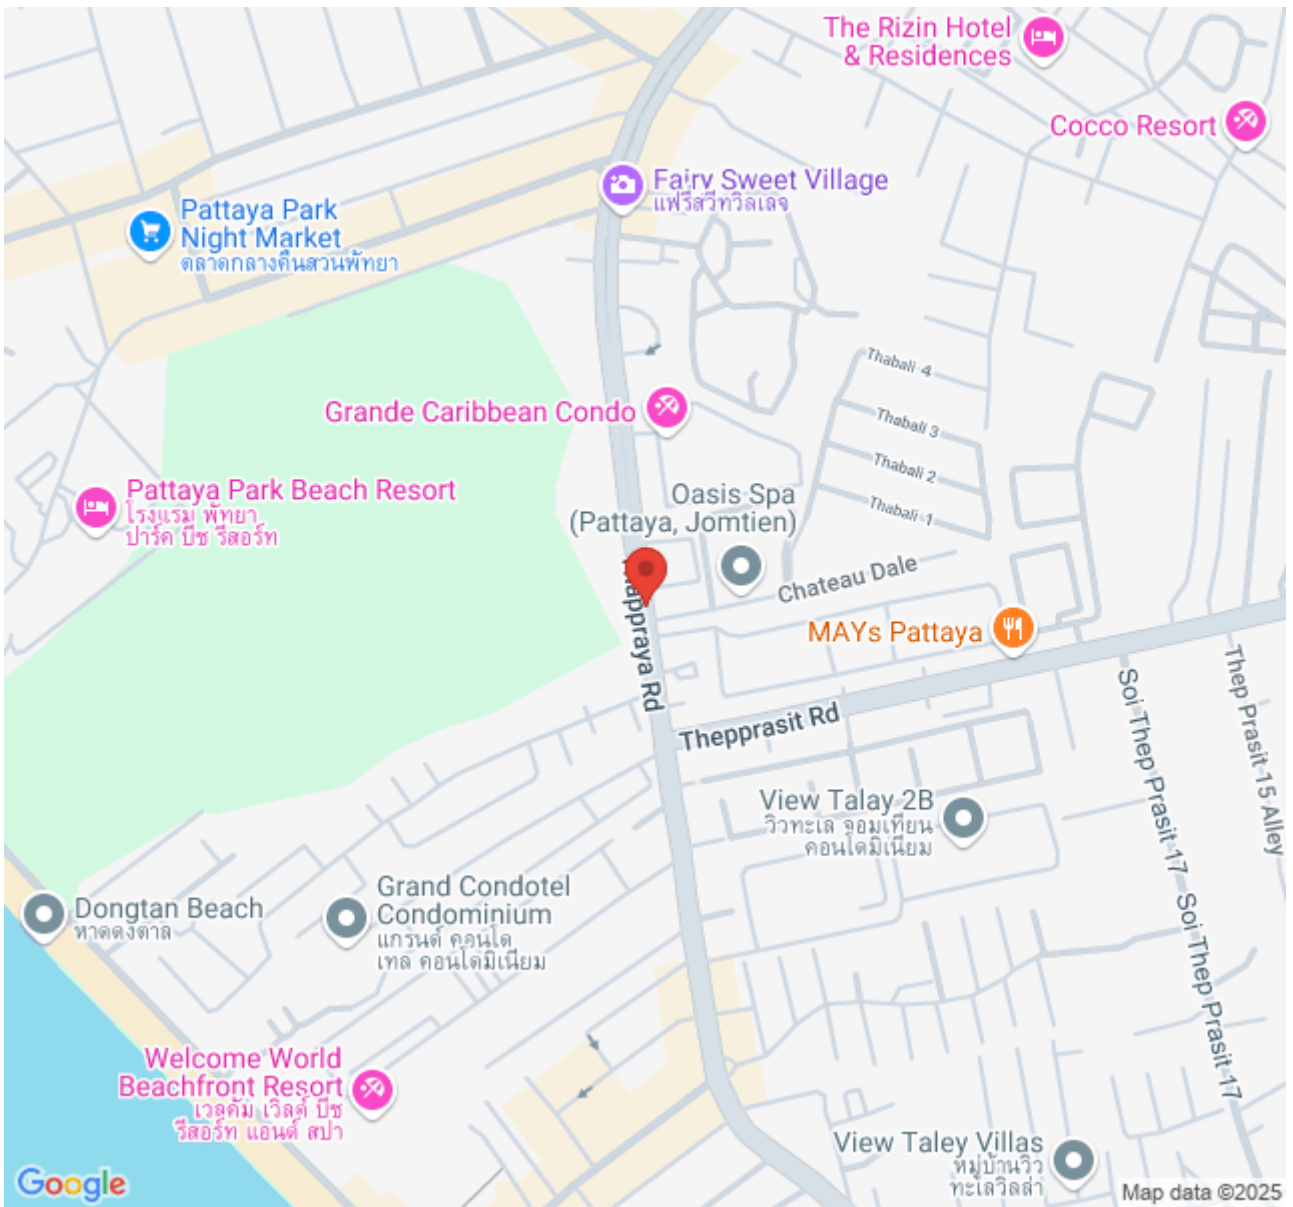 The Rizin Hotel
& Residences
Cocco Resort
Fairy Sweet Village
แฟรีสวีทวิลเลจ
Pattaya Park
Night Market
ตลาดกลางคืนสวนพัทยา
Thabali 4
Grande Caribbean Condo
Thabali 3
Thabali 2
Pattaya Park Beach Resort
โรงแรม พัทยา
ปาร์ค บีช รีสอร์ท
Oasis Spa
(Pattaya, Jomtien)
Thabali 1
Chateau Dale
Thappraya Rd
MAYs Pattaya
Thepprasit Rd
Soi Thep Prasit 17
Thep Prasit 15 Alley
View Talay 2B
วิวทะเล จอมเทียน
คอนโดมิเนียม
Grand Condotel
Condominium
แกรนด์ คอนโด
เทล คอนโดมิเนียม
Dongtan Beach
หาดดงตาล
Soi Thep Prasit 17
Welcome World
Beachfront Resort
เวลคัม เวิลด์ บีช
รีสอร์ท แอนด์ สปา
View Taley Villas
หมู่บ้านวิว
ทะเลวิลล่า
Google
Map data ©2025